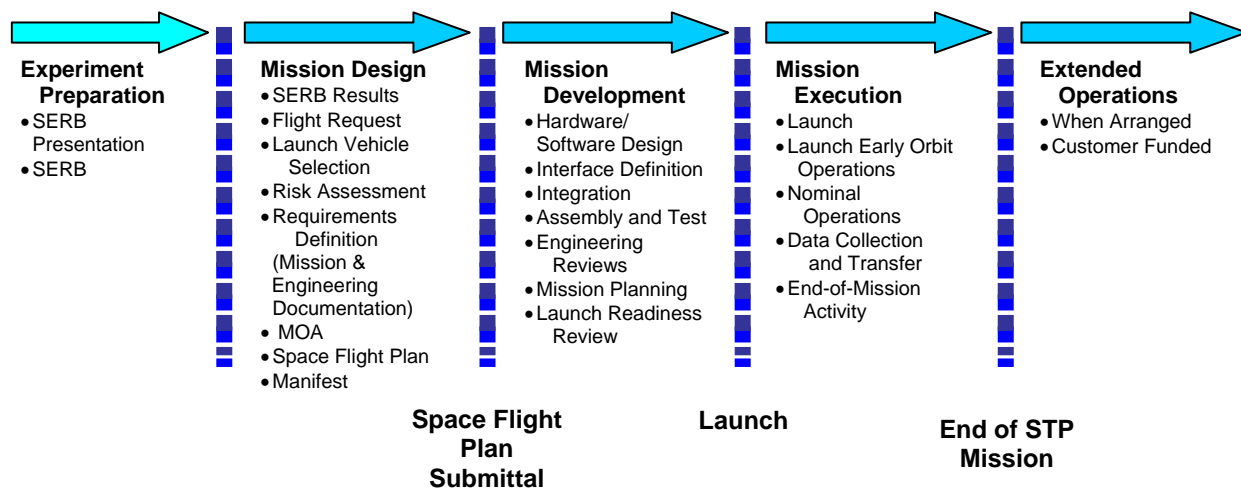 Experiment
Preparation
• SERB
Presentation
• SERB
Mission Design
• SERB Results
• Flight Request
• Launch Vehicle
Selection
• Risk Assessment
• Requirements
Definition
(Mission &
Engineering
Documentation)
• MOA
• Space Flight Plan
• Manifest
Mission
Development
• Hardware/
Software Design
• Interface Definition
• Integration
• Assembly and Test
• Engineering
Reviews
• Mission Planning
• Launch Readiness
Review
Mission
Execution
• Launch
• Launch Early Orbit
Operations
• Nominal
Operations
• Data Collection
and Transfer
• End-of-Mission
Activity
Extended
Operations
• When Arranged
• Customer Funded
Space Flight
Plan
Submittal
Launch
End of STP
Mission